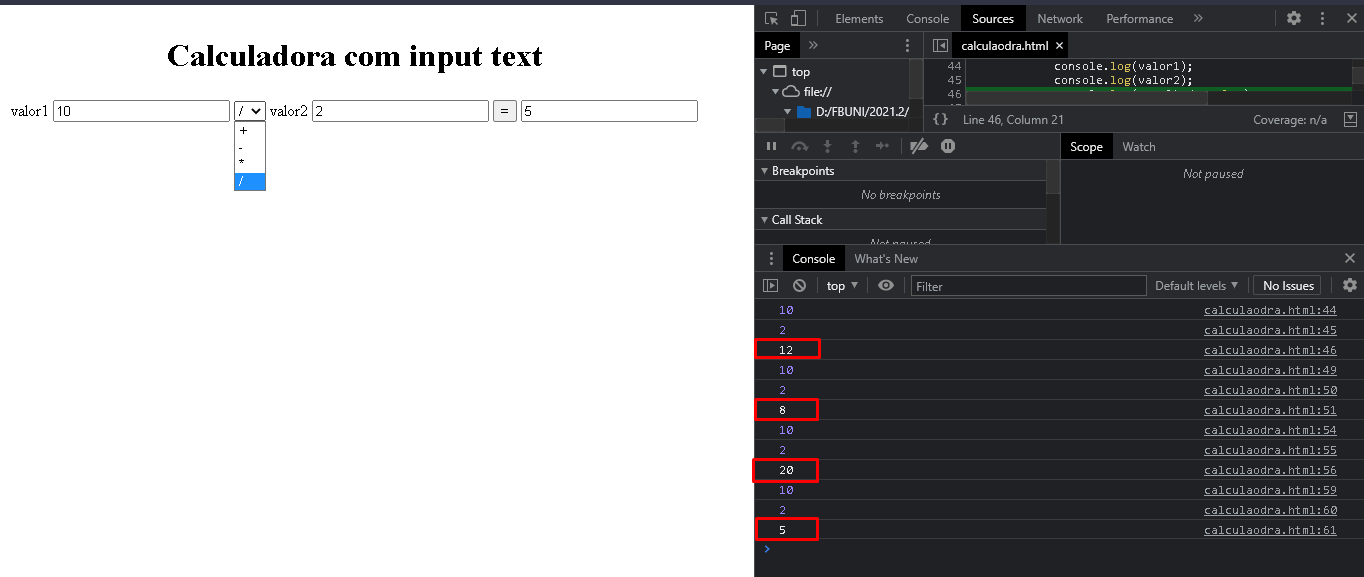 Calculadora com input text
valor1 10 / valor2 2 = 5
+
-
*
/
Elements Console Sources Network Performance »
Page » calculaodra.html ×
top
file://
D:/FBUNI/2021.2/
44 console.log(valor1);
45 console.log(valor2);
46
{} Line 46, Column 21 Coverage: n/a
Scope Watch
Breakpoints
No breakpoints
Not paused
Call Stack
Not paused
Console What's New
top Filter Default levels No Issues
10 calculaodra.html:44
2 calculaodra.html:45
12 calculaodra.html:46
10 calculaodra.html:49
2 calculaodra.html:50
8 calculaodra.html:51
10 calculaodra.html:54
2 calculaodra.html:55
20 calculaodra.html:56
10 calculaodra.html:59
2 calculaodra.html:60
5 calculaodra.html:61
>